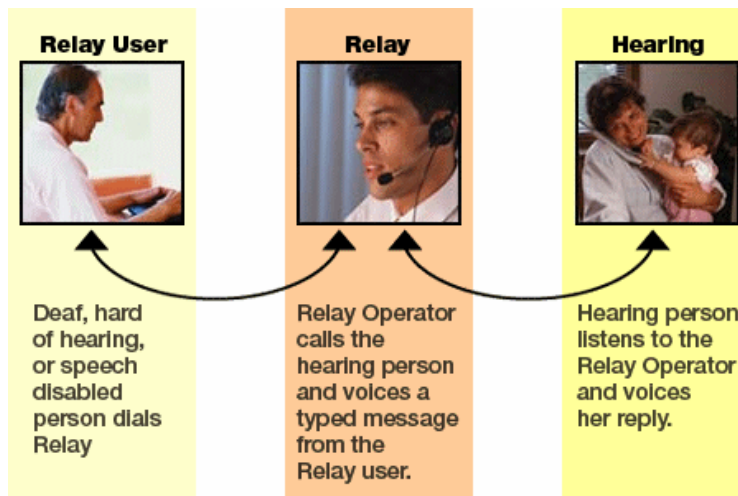 Relay User
Deaf, hard
of hearing,
or speech
disabled
person dials
Relay
Relay
Relay Operator
calls the
hearing person
and voices a
typed message
from the
Relay user.
Hearing
Hearing person
listens to the
Relay Operator
and voices
her reply.